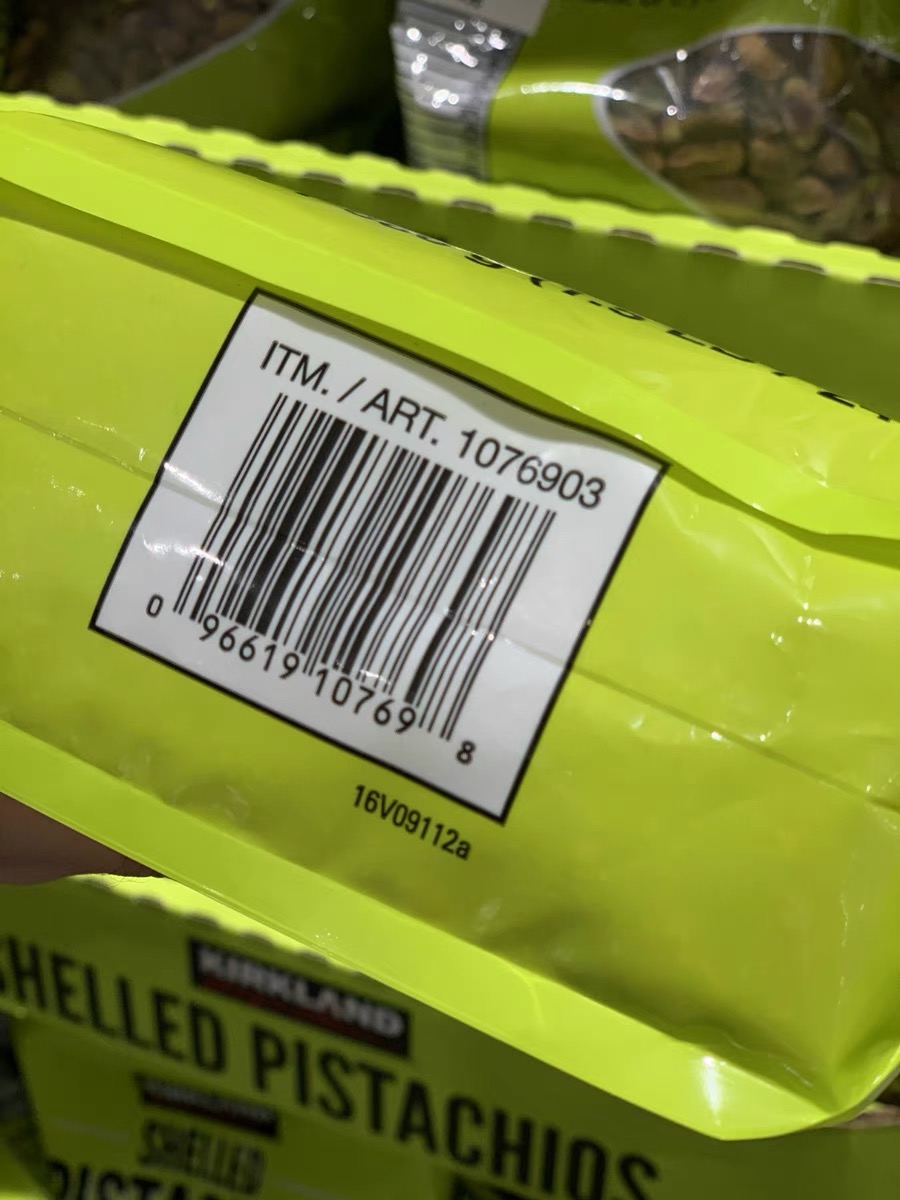 ITM. / ART. 1076903
0 96619 10769 8
16V09112a
KIRKLAND
SHELLED PISTACHIOS
SHELLED